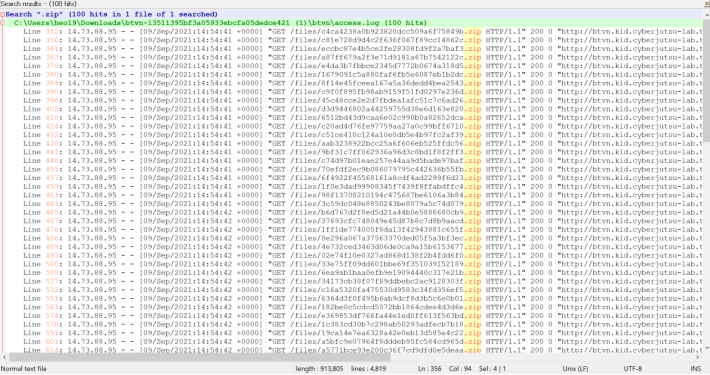 Search results - (100 hits)
Search ".zip" (100 hits in 1 file of 1 searched)
C:\Users\heo19\Downloads\btvn-13511395bf3a05933ebcfa05dedce421 (1)\btvn\access.log (100 hits)
Line 352: 14.73.88.95 - - [09/Sep/2021:14:54:41 +0000] "GET /files/c4ca4238a0b923820dcc509a6f75849b.zip HTTP/1.1" 200 0 "http://btvn.kid.cyberjutsu-lab.t
Line 356: 14.73.88.95 - - [09/Sep/2021:14:54:41 +0000] "GET /files/c81e728d9d4c2f636f067f89cc14862c.zip HTTP/1.1" 200 0 "http://btvn.kid.cyberjutsu-lab.t
Line 360: 14.73.88.95 - - [09/Sep/2021:14:54:41 +0000] "GET /files/eccbc87e4b5ce2fe28308fd9f2a7baf3.zip HTTP/1.1" 200 0 "http://btvn.kid.cyberjutsu-lab.t
14.73.88.95 - - [09/Sep/2021:14:54:41 +0000] "GET /files/a87ff679a2f3e71d9181a67b7542122c.zip HTTP/1.1" 200 0 "http://btvn.kid.cyberjutsu-lab.t
Line 380: 14.73.88.95 - - [09/Sep/2021:14:54:41 +0000] "GET /files/e4da3b7fbbce2345d7772b0674a318d5.zip HTTP/1.1" 200 0 "http://btvn.kid.cyberjutsu-lab.t
14.73.88.95 - - [09/Sep/2021:14:54:41 +0000] "GET /files/1679091c5a880faf6fb5e6087eb1b2dc.zip HTTP/1.1" 200 0 "http://btvn.kid.cyberjutsu-lab.t
Line 390: 14.73.88.95 - - [09/Sep/2021:14:54:41 +0000] "GET /files/8f14e45fceea167a5a36dedd4bea2543.zip HTTP/1.1" 200 0 "http://btvn.kid.cyberjutsu-lab.t
Line 396: 14.73.88.95 - - [09/Sep/2021:14:54:41 +0000] "GET /files/c9f0f895fb98ab9159f51fd0297e236d.zip HTTP/1.1" 200 0 "http://btvn.kid.cyberjutsu-lab.t
14.73.88.95 - - [09/Sep/2021:14:54:41 +0000] "GET /files/45c48cce2e2d7fbdea1afc51c7c6ad26.zip HTTP/1.1" 200 0 "http://btvn.kid.cyberjutsu-lab.t
14.73.88.95 - - [09/Sep/2021:14:54:41 +0000] "GET /files/d3d9446802a44259755d38e6d163e820.zip HTTP/1.1" 200 0 "http://btvn.kid.cyberjutsu-lab.t
Line 418: 14.73.88.95 - - [09/Sep/2021:14:54:41 +0000] "GET /files/6512bd43d9caa6e02c990b0a82652dca.zip HTTP/1.1" 200 0 "http://btvn.kid.cyberjutsu-lab.t
Line 424: 14.73.88.95 - - [09/Sep/2021:14:54:41 +0000] "GET /files/c20ad4d76fe97759aa27a0c99bff6710.zip HTTP/1.1" 200 0 "http://btvn.kid.cyberjutsu-lab.t
Line 432: 14.73.88.95 - - [09/Sep/2021:14:54:41 +0000] "GET /files/c51ce410c124a10e0db5e4b97fc2af39.zip HTTP/1.1" 200 0 "http://btvn.kid.cyberjutsu-lab.t
14.73.88.95 - - [09/Sep/2021:14:54:41 +0000] "GET /files/aab3238922bcc25a6f606eb525ffdc56.zip HTTP/1.1" 200 0 "http://btvn.kid.cyberjutsu-lab.t
Line 441: 14.73.88.95 - - [09/Sep/2021:14:54:41 +0000] "GET /files/9bf31c7ff062936a96d3c8bd1f8f2ff3.zip HTTP/1.1" 200 0 "http://btvn.kid.cyberjutsu-lab.t
Line 447: 14.73.88.95 - - [09/Sep/2021:14:54:41 +0000] "GET /files/c74d97b01eae257e44aa9d5bade97baf.zip HTTP/1.1" 200 0 "http://btvn.kid.cyberjutsu-lab.t
Line 455: 14.73.88.95 - - [09/Sep/2021:14:54:41 +0000] "GET /files/70efdf2ec9b086079795c442636b55fb.zip HTTP/1.1" 200 0 "http://btvn.kid.cyberjutsu-lab.t
Line 457: 14.73.88.95 - - [09/Sep/2021:14:54:41 +0000] "GET /files/6f4922f45568161a8cdf4ad2299f6d23.zip HTTP/1.1" 200 0 "http://btvn.kid.cyberjutsu-lab.t
Line 459: 14.73.88.95 - - [09/Sep/2021:14:54:41 +0000] "GET /files/1f0e3dad99908345f7439f8ffabdffc4.zip HTTP/1.1" 200 0 "http://btvn.kid.cyberjutsu-lab.t
Line 461: 14.73.88.95 - - [09/Sep/2021:14:54:41 +0000] "GET /files/98f13708210194c475687be6106a3b84.zip HTTP/1.1" 200 0 "http://btvn.kid.cyberjutsu-lab.t
Line 463: 14.73.88.95 - - [09/Sep/2021:14:54:41 +0000] "GET /files/3c59dc048e8850243be8079a5c74d079.zip HTTP/1.1" 200 0 "http://btvn.kid.cyberjutsu-lab.t
Line 465: 14.73.88.95 - - [09/Sep/2021:14:54:41 +0000] "GET /files/b6d767d2f8ed5d21a44b0e5886680cb9.zip HTTP/1.1" 200 0 "http://btvn.kid.cyberjutsu-lab.t
Line 471: 14.73.88.95 - - [09/Sep/2021:14:54:41 +0000] "GET /files/37693cfc748049e45d87b8c7d8b9aacd.zip HTTP/1.1" 200 0 "http://btvn.kid.cyberjutsu-lab.t
Line 476: 14.73.88.95 - - [09/Sep/2021:14:54:41 +0000] "GET /files/1ff1de774005f8da13f42943881c655f.zip HTTP/1.1" 200 0 "http://btvn.kid.cyberjutsu-lab.t
14.73.88.95 - - [09/Sep/2021:14:54:41 +0000] "GET /files/8e296a067a37563370ded05f5a3bf3ec.zip HTTP/1.1" 200 0 "http://btvn.kid.cyberjutsu-lab.t
Line 489: 14.73.88.95 - - [09/Sep/2021:14:54:41 +0000] "GET /files/4e732ced3463d06de0ca9a15b6153677.zip HTTP/1.1" 200 0 "http://btvn.kid.cyberjutsu-lab.t
Line 493: 14.73.88.95 - - [09/Sep/2021:14:54:42 +0000] "GET /files/02e74f10e0327ad868d138f2b4fdd6f0.zip HTTP/1.1" 200 0 "http://btvn.kid.cyberjutsu-lab.t
Line 500: 14.73.88.95 - - [09/Sep/2021:14:54:42 +0000] "GET /files/33e75ff09dd601bbe69f351039152189.zip HTTP/1.1" 200 0 "http://btvn.kid.cyberjutsu-lab.t
Line 507: 14.73.88.95 - - [09/Sep/2021:14:54:42 +0000] "GET /files/6ea9ab1baa0efb9e19094440c317e21b.zip HTTP/1.1" 200 0 "http://btvn.kid.cyberjutsu-lab.t
Line 527: 14.73.88.95 - - [09/Sep/2021:14:54:42 +0000] "GET /files/34173cb38f07f89ddbebc2ac9128303f.zip HTTP/1.1" 200 0 "http://btvn.kid.cyberjutsu-lab.t
Line 532: 14.73.88.95 - - [09/Sep/2021:14:54:42 +0000] "GET /files/c16a5320fa475530d9583c34fd356ef5.zip HTTP/1.1" 200 0 "http://btvn.kid.cyberjutsu-lab.t
Line 551: 14.73.88.95 - - [09/Sep/2021:14:54:42 +0000] "GET /files/6364d3f0f495b6ab9dcf8d3b5c6e0b01.zip HTTP/1.1" 200 0 "http://btvn.kid.cyberjutsu-lab.t
Line 561: 14.73.88.95 - - [09/Sep/2021:14:54:42 +0000] "GET /files/182be0c5cdcd5072bb1864cdee4d3d6e.zip HTTP/1.1" 200 0 "http://btvn.kid.cyberjutsu-lab.t
Line 570: 14.73.88.95 - - [09/Sep/2021:14:54:42 +0000] "GET /files/e369853df766fa44e1ed0ff613f563bd.zip HTTP/1.1" 200 0 "http://btvn.kid.cyberjutsu-lab.t
Line 578: 14.73.88.95 - - [09/Sep/2021:14:54:42 +0000] "GET /files/1c383cd30b7c298ab50293adfecb7b18.zip HTTP/1.1" 200 0 "http://btvn.kid.cyberjutsu-lab.t
14.73.88.95 - - [09/Sep/2021:14:54:42 +0000] "GET /files/19ca14e7ea6328a42e0eb13d585e4c22.zip HTTP/1.1" 200 0 "http://btvn.kid.cyberjutsu-lab.t
Line 601: 14.73.88.95 - - [09/Sep/2021:14:54:42 +0000] "GET /files/a5bfc9e07964f8dddeb95fc584cd965d.zip HTTP/1.1" 200 0 "http://btvn.kid.cyberjutsu-lab.t
Line 614: 14.73.88.95 - - [09/Sep/2021:14:54:42 +0000] "GET /files/a5771bce93e200c36f7cd9dfd0e5deaa.zip HTTP/1.1" 200 0 "http://btvn.kid.cyberjutsu-lab.t
Normal text file length : 913,805 lines : 4,819 Ln : 356 Col : 94 Sel : 4 | 1 Unix (LF) UTF-8 INS